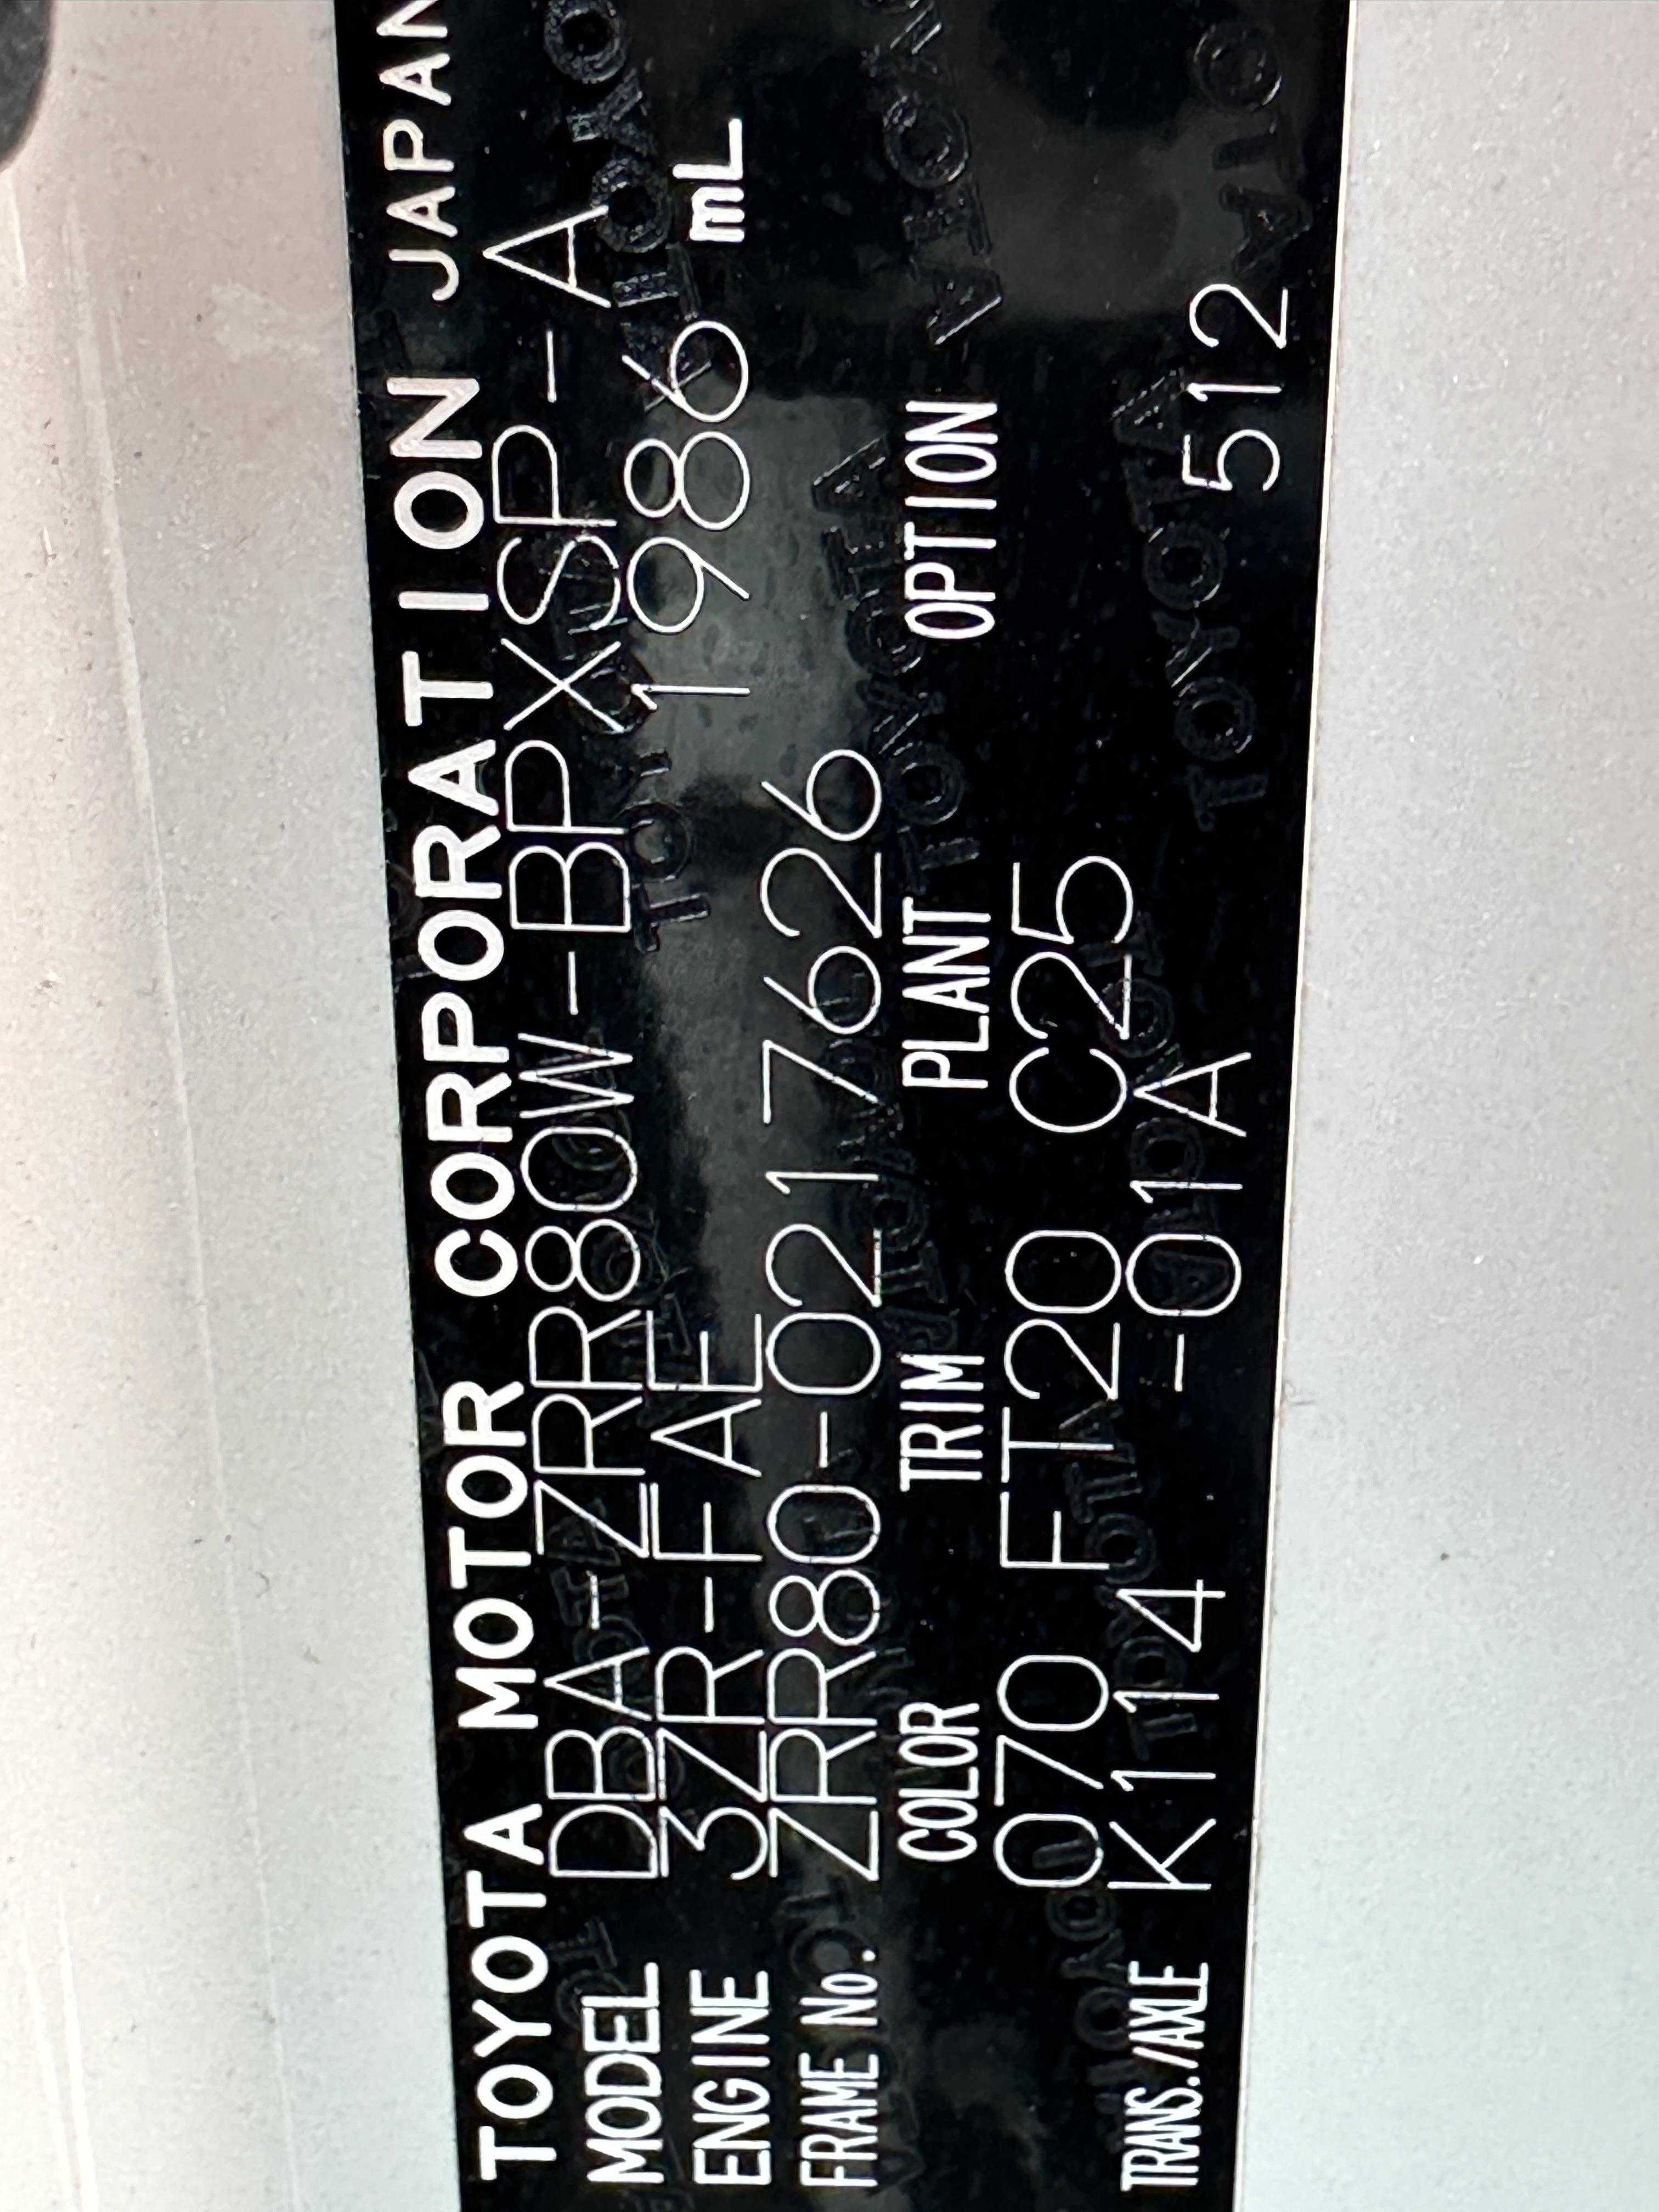 TOYOTA MOTOR CORPORATION JAPAN
MODEL DBA-ZRR80W-BPXSP-A
ENGINE 3ZR-FAE 1986 mL
FRAME No. ZRR80-0217626
COLOR TRIM PLANT OPTION
070 FT20 C25 512
TRANS./AXLE K114 -01A